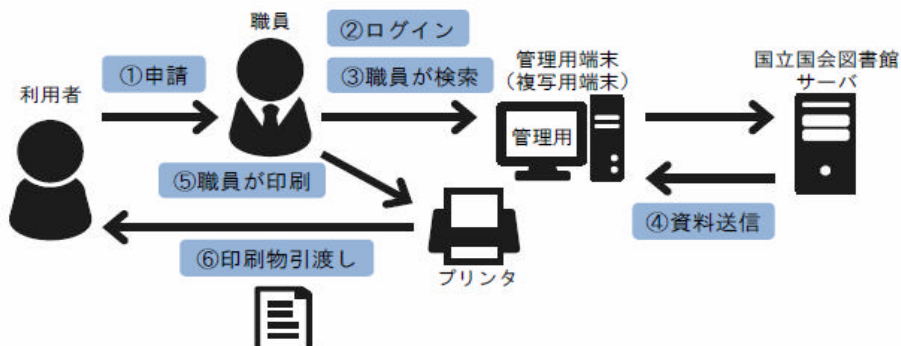 職員
②ログイン
①申請
③職員が検索
管理用端末
（複写用端末）
国立国会図書館
サーバ
利用者
管理用
⑤職員が印刷
④資料送信
⑥印刷物引渡し
プリンタ